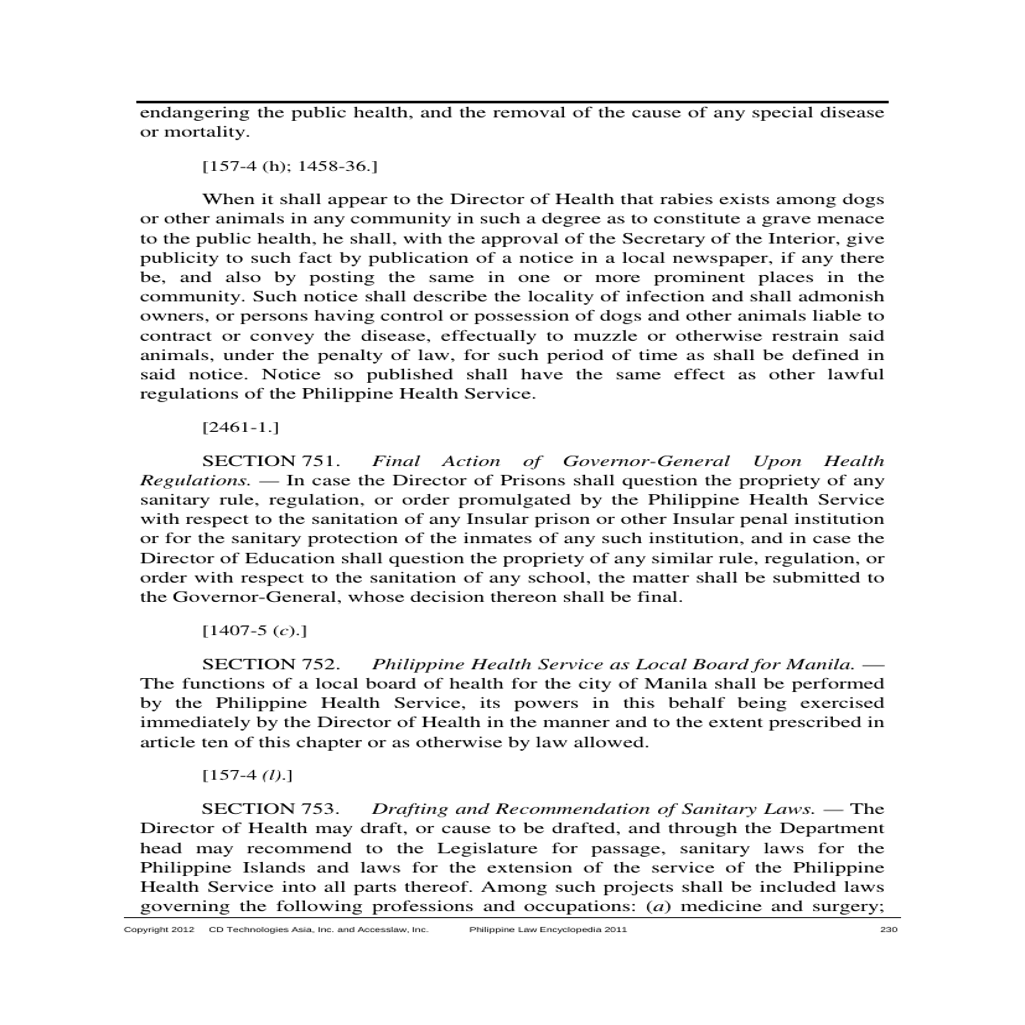 endangering the public health, and the removal of the cause of any special disease
or mortality.
[157-4 (h); 1458-36.]
When it shall appear to the Director of Health that rabies exists among dogs
or other animals in any community in such a degree as to constitute a grave menace
to the public health, he shall, with the approval of the Secretary of the Interior, give
publicity to such fact by publication of a notice in a local newspaper, if any there
be, and also by posting the same in one or more prominent places in the
community. Such notice shall describe the locality of infection and shall admonish
owners, or persons having control or possession of dogs and other animals liable to
contract or convey the disease, effectually to muzzle or otherwise restrain said
animals, under the penalty of law, for such period of time as shall be defined in
said notice. Notice so published shall have the same effect as other lawful
regulations of the Philippine Health Service.
[2461-1.]
SECTION 751. Final Action of Governor-General Upon Health
Regulations. — In case the Director of Prisons shall question the propriety of any
sanitary rule, regulation, or order promulgated by the Philippine Health Service
with respect to the sanitation of any Insular prison or other Insular penal institution
or for the sanitary protection of the inmates of any such institution, and in case the
Director of Education shall question the propriety of any similar rule, regulation, or
order with respect to the sanitation of any school, the matter shall be submitted to
the Governor-General, whose decision thereon shall be final.
[1407-5 (c).]
SECTION 752. Philippine Health Service as Local Board for Manila. —
The functions of a local board of health for the city of Manila shall be performed
by the Philippine Health Service, its powers in this behalf being exercised
immediately by the Director of Health in the manner and to the extent prescribed in
article ten of this chapter or as otherwise by law allowed.
[157-4 (l).]
SECTION 753. Drafting and Recommendation of Sanitary Laws. — The
Director of Health may draft, or cause to be drafted, and through the Department
head may recommend to the Legislature for passage, sanitary laws for the
Philippine Islands and laws for the extension of the service of the Philippine
Health Service into all parts thereof. Among such projects shall be included laws
governing the following professions and occupations: (a) medicine and surgery;
Copyright 2012 CD Technologies Asia, Inc. and Accesslaw, Inc. Philippine Law Encyclopedia 2011 230